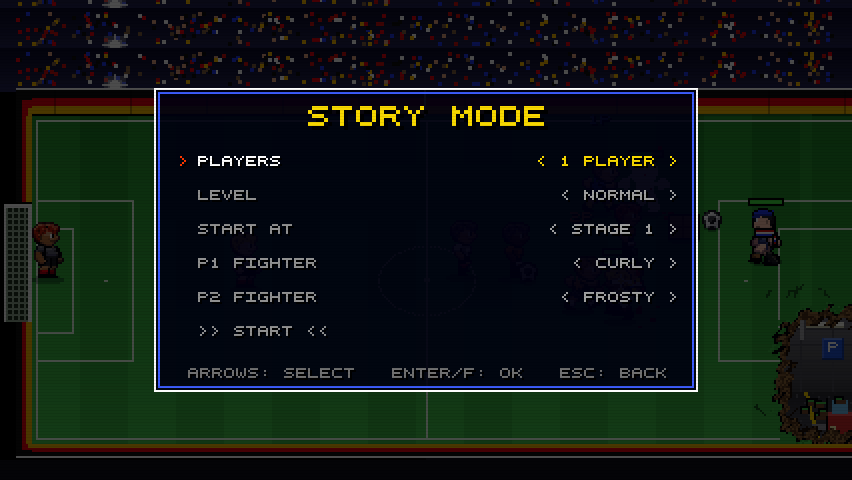 STORY MODE
> PLAYERS < 1 PLAYER >
LEVEL < NORMAL >
START AT < STAGE 1 >
P1 FIGHTER < CURLY >
P2 FIGHTER < FROSTY >
>> START <<
P
ARROWS: SELECT ENTER/F: OK ESC: BACK